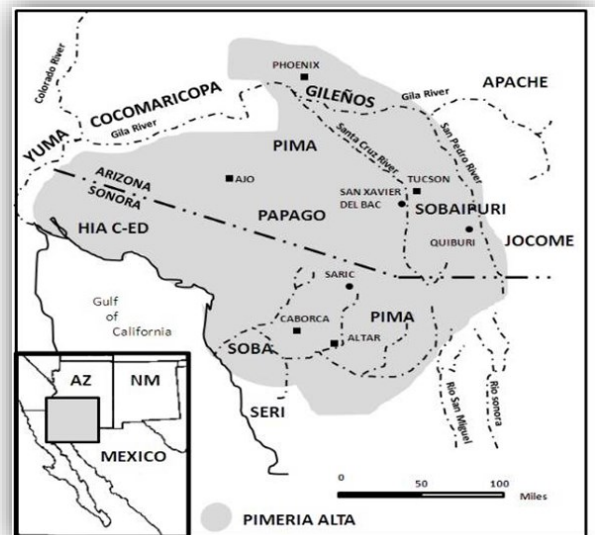 Colorado River
PHOENIX
COCOMARICOPA
GILEÑOS
Gila River
APACHE
YUMA
Gila River
PIMA
Santa Cruz River
San Pedro River
ARIZONA
SONORA
AJO
TUCSON
SAN XAVIER
DEL BAC
SOBAIPURI
PAPAGO
HIA C-ED
QUIBURI
JOCOME
SARIC
Gulf
of
California
CABORCA
PIMA
SOBA
ALTAR
AZ
NM
SERI
Río San Miguel
Río sonora
MEXICO
0
50
100
Miles
PIMERIA ALTA